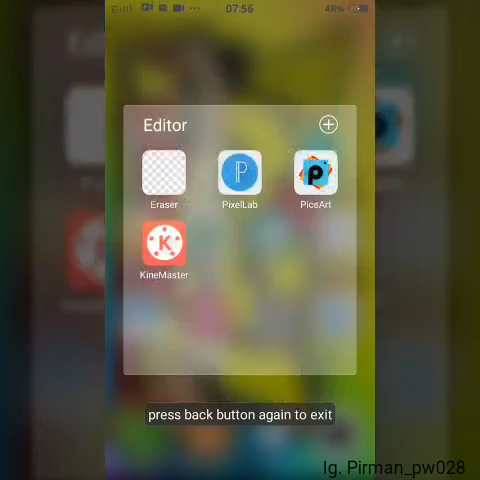 07:56
48%
Editor
Eraser
PixelLab
PicsArt
KineMaster
press back button again to exit
Ig. Pirman_pw028